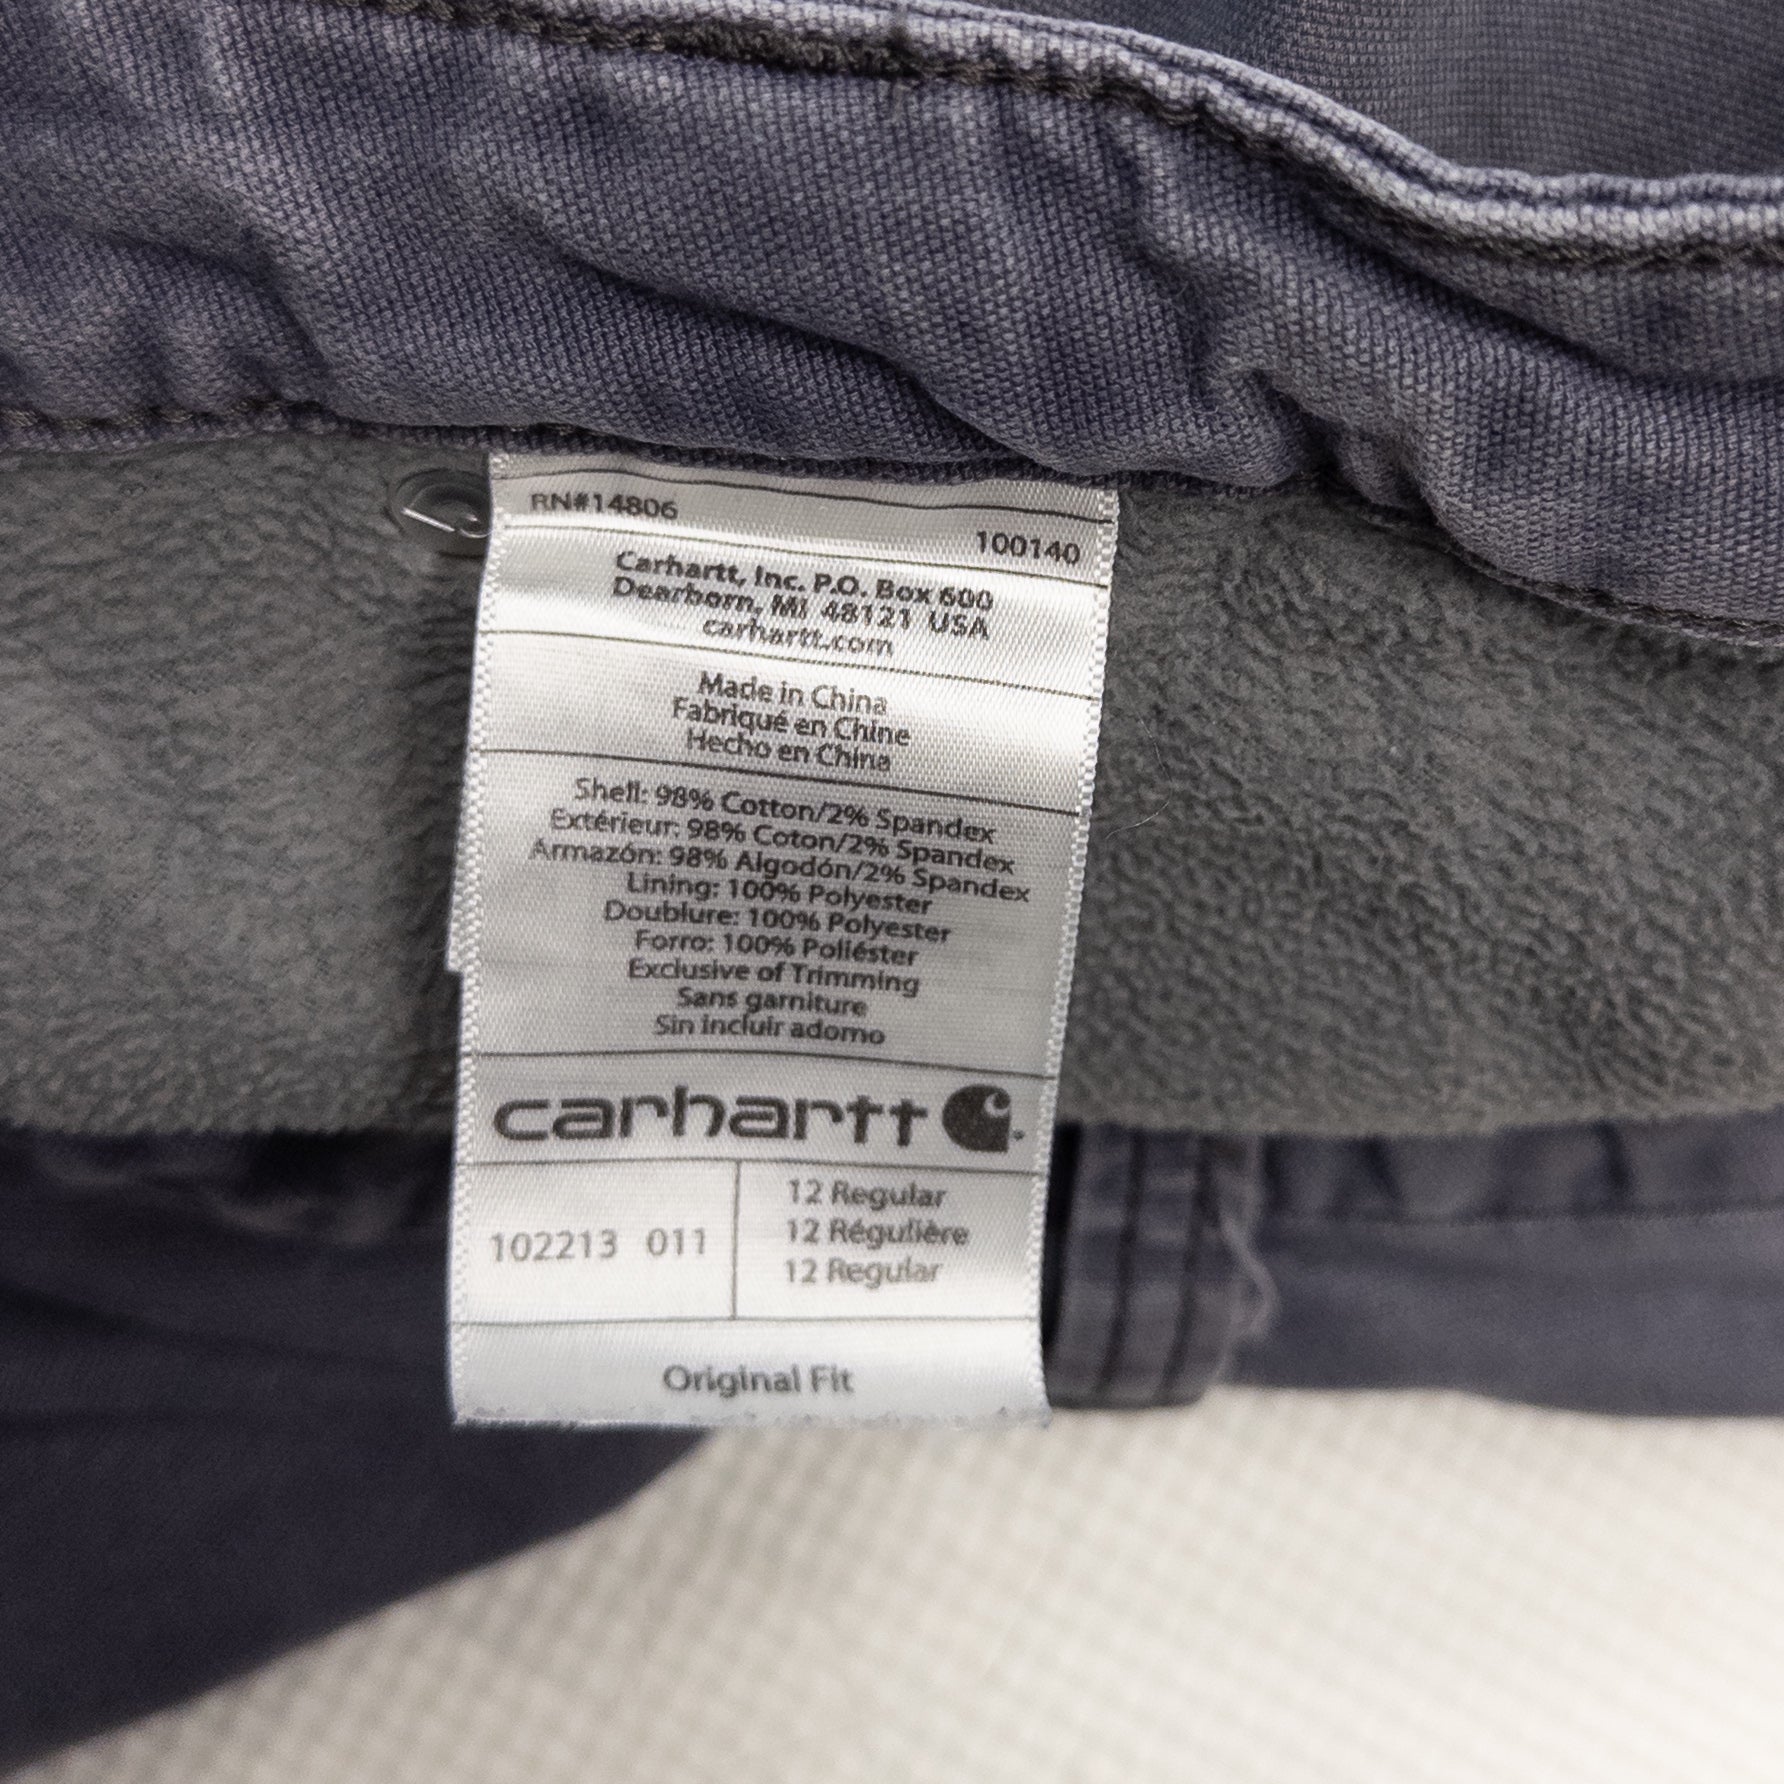 RN#14806
100140
Carhartt, Inc. P.O. Box 600
Dearborn, MI 48121 USA
carhartt.com
Made in China
Fabriqué en Chine
Hecho en China
Shell: 98% Cotton/2% Spandex
Extérieur: 98% Coton/2% Spandex
Armazón: 98% Algodón/2% Spandex
Lining: 100% Polyester
Doublure: 100% Polyester
Forro: 100% Poliéster
Exclusive of Trimming
Sans garniture
Sin incluir adorno
carhartt
102213 011
12 Regular
12 Régulière
12 Regular
Original Fit